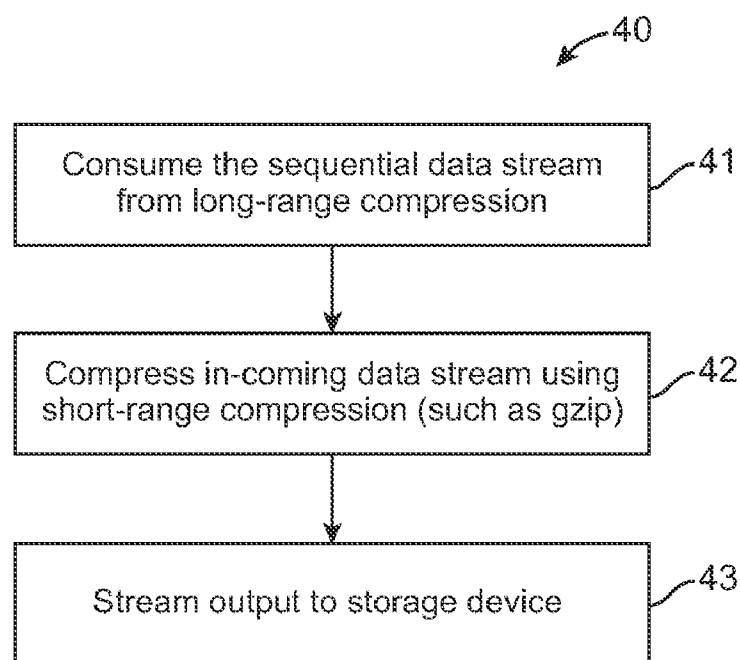 40
Consume the sequential data stream
from long-range compression
41
Compress in-coming data stream using
short-range compression (such as gzip)
42
Stream output to storage device
43